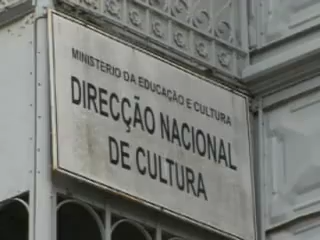 MINISTERIO DA EDUCAÇÃO E CULTURA
DIRECÇÃO NACIONAL
DE CULTURA